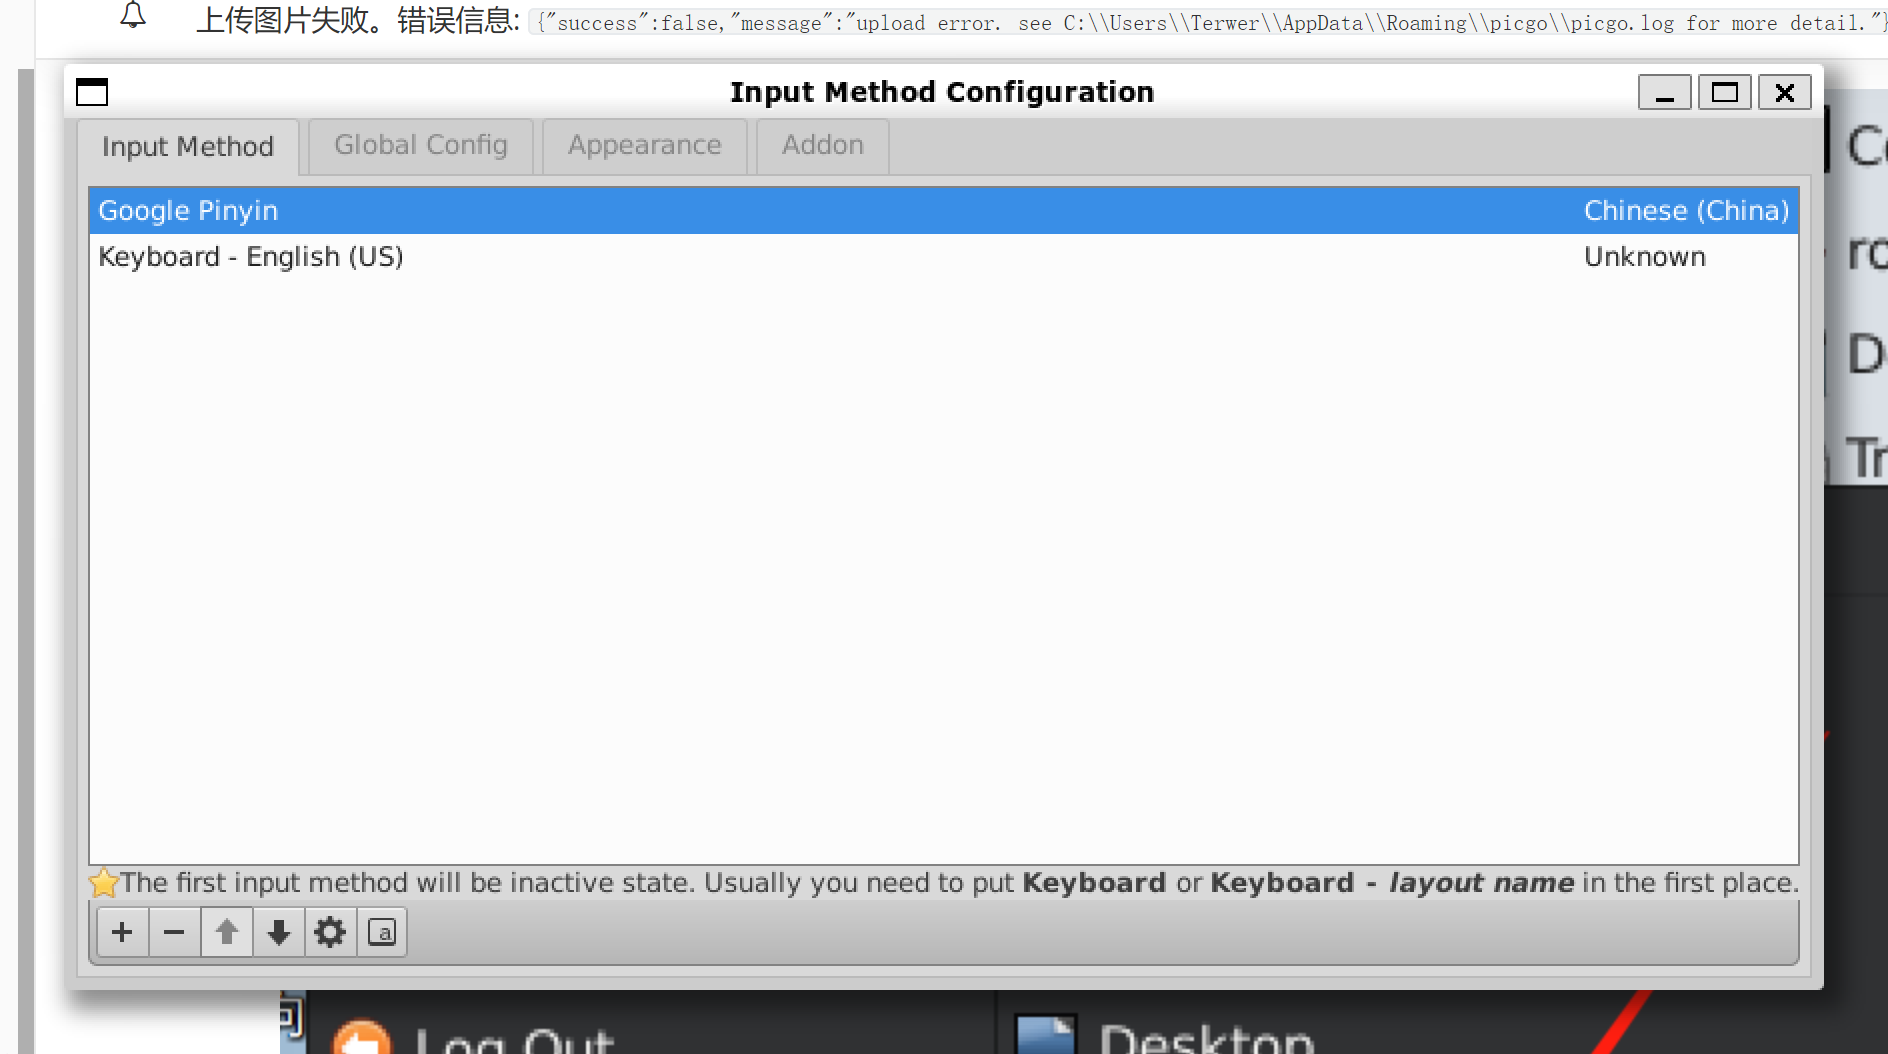 上传图片失败。错误信息: {"success":false,"message":"upload error. see C:\\Users\\Terwer\\AppData\\Roaming\\picgo\\picgo.log for more detail."}
Input Method Configuration
Input Method Global Config Appearance Addon
Google Pinyin Chinese (China)
Keyboard - English (US) Unknown
The first input method will be inactive state. Usually you need to put Keyboard or Keyboard - layout name in the first place.
a
Log Out Desktop